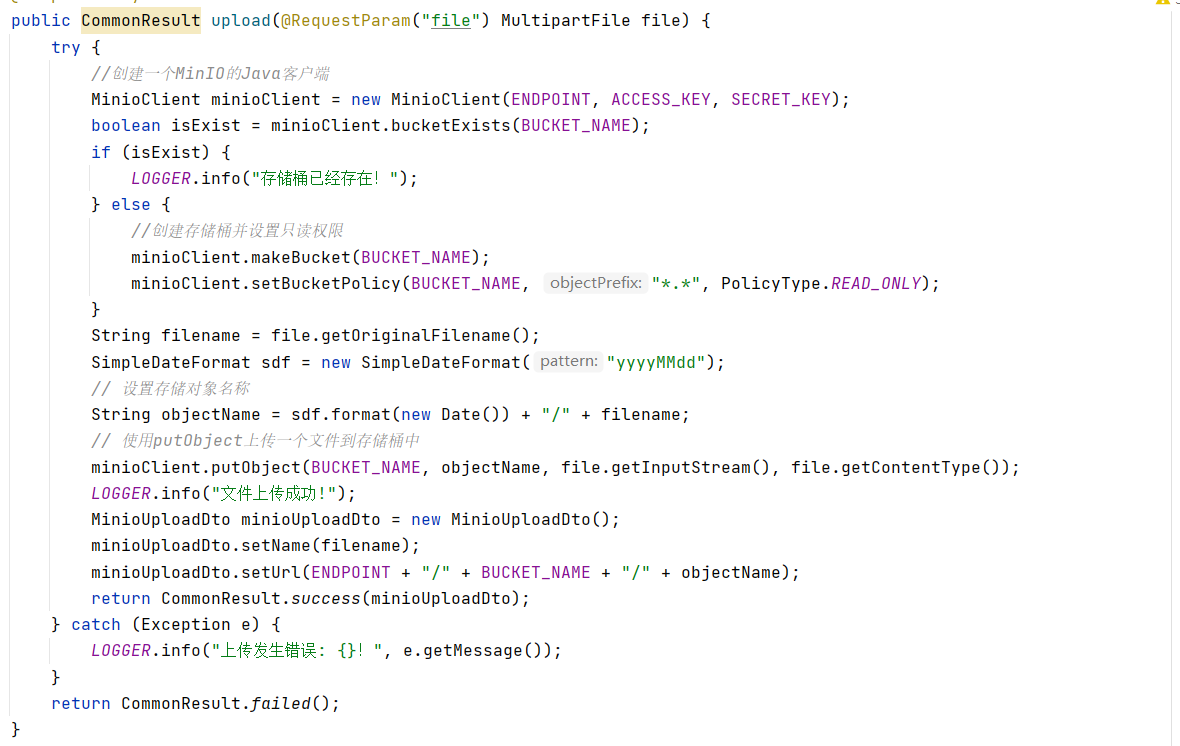 public CommonResult upload(@RequestParam("file") MultipartFile file) {
try {
//创建一个MinIO的Java客户端
MinioClient minioClient = new MinioClient(ENDPOINT, ACCESS_KEY, SECRET_KEY);
boolean isExist = minioClient.bucketExists(BUCKET_NAME);
if (isExist) {
LOGGER.info("存储桶已经存在！");
} else {
//创建存储桶并设置只读权限
minioClient.makeBucket(BUCKET_NAME);
minioClient.setBucketPolicy(BUCKET_NAME, objectPrefix: "*.*", PolicyType.READ_ONLY);
}
String filename = file.getOriginalFilename();
SimpleDateFormat sdf = new SimpleDateFormat( pattern: "yyyyMMdd");
// 设置存储对象名称
String objectName = sdf.format(new Date()) + "/" + filename;
// 使用putObject上传一个文件到存储桶中
minioClient.putObject(BUCKET_NAME, objectName, file.getInputStream(), file.getContentType());
LOGGER.info("文件上传成功!");
MinioUploadDto minioUploadDto = new MinioUploadDto();
minioUploadDto.setName(filename);
minioUploadDto.setUrl(ENDPOINT + "/" + BUCKET_NAME + "/" + objectName);
return CommonResult.success(minioUploadDto);
} catch (Exception e) {
LOGGER.info("上传发生错误: {}！", e.getMessage());
}
return CommonResult.failed();
}